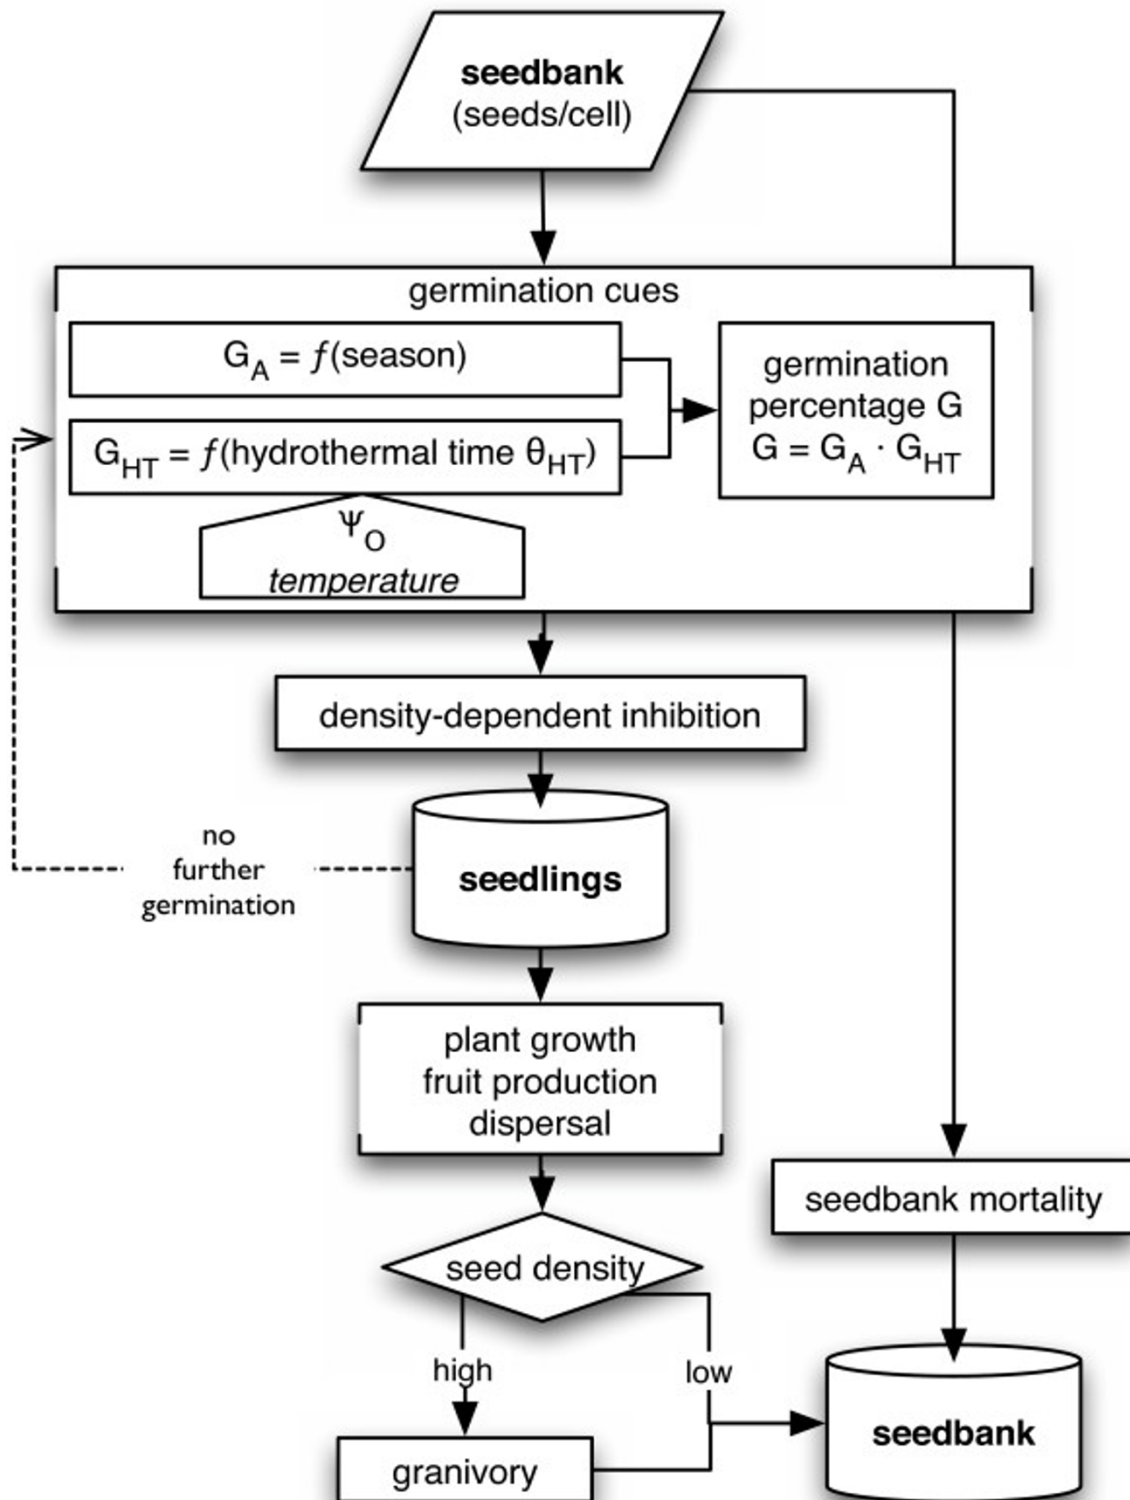 seedbank
(seeds/cell)
germination cues
G_A = f(season)
G_HT = f(hydrothermal time θ_HT)
germination
percentage G
G = G_A · G_HT
Ψ_O
temperature
density-dependent inhibition
seedlings
no
further
germination
plant growth
fruit production
dispersal
seedbank mortality
seed density
high
low
seedbank
granivory